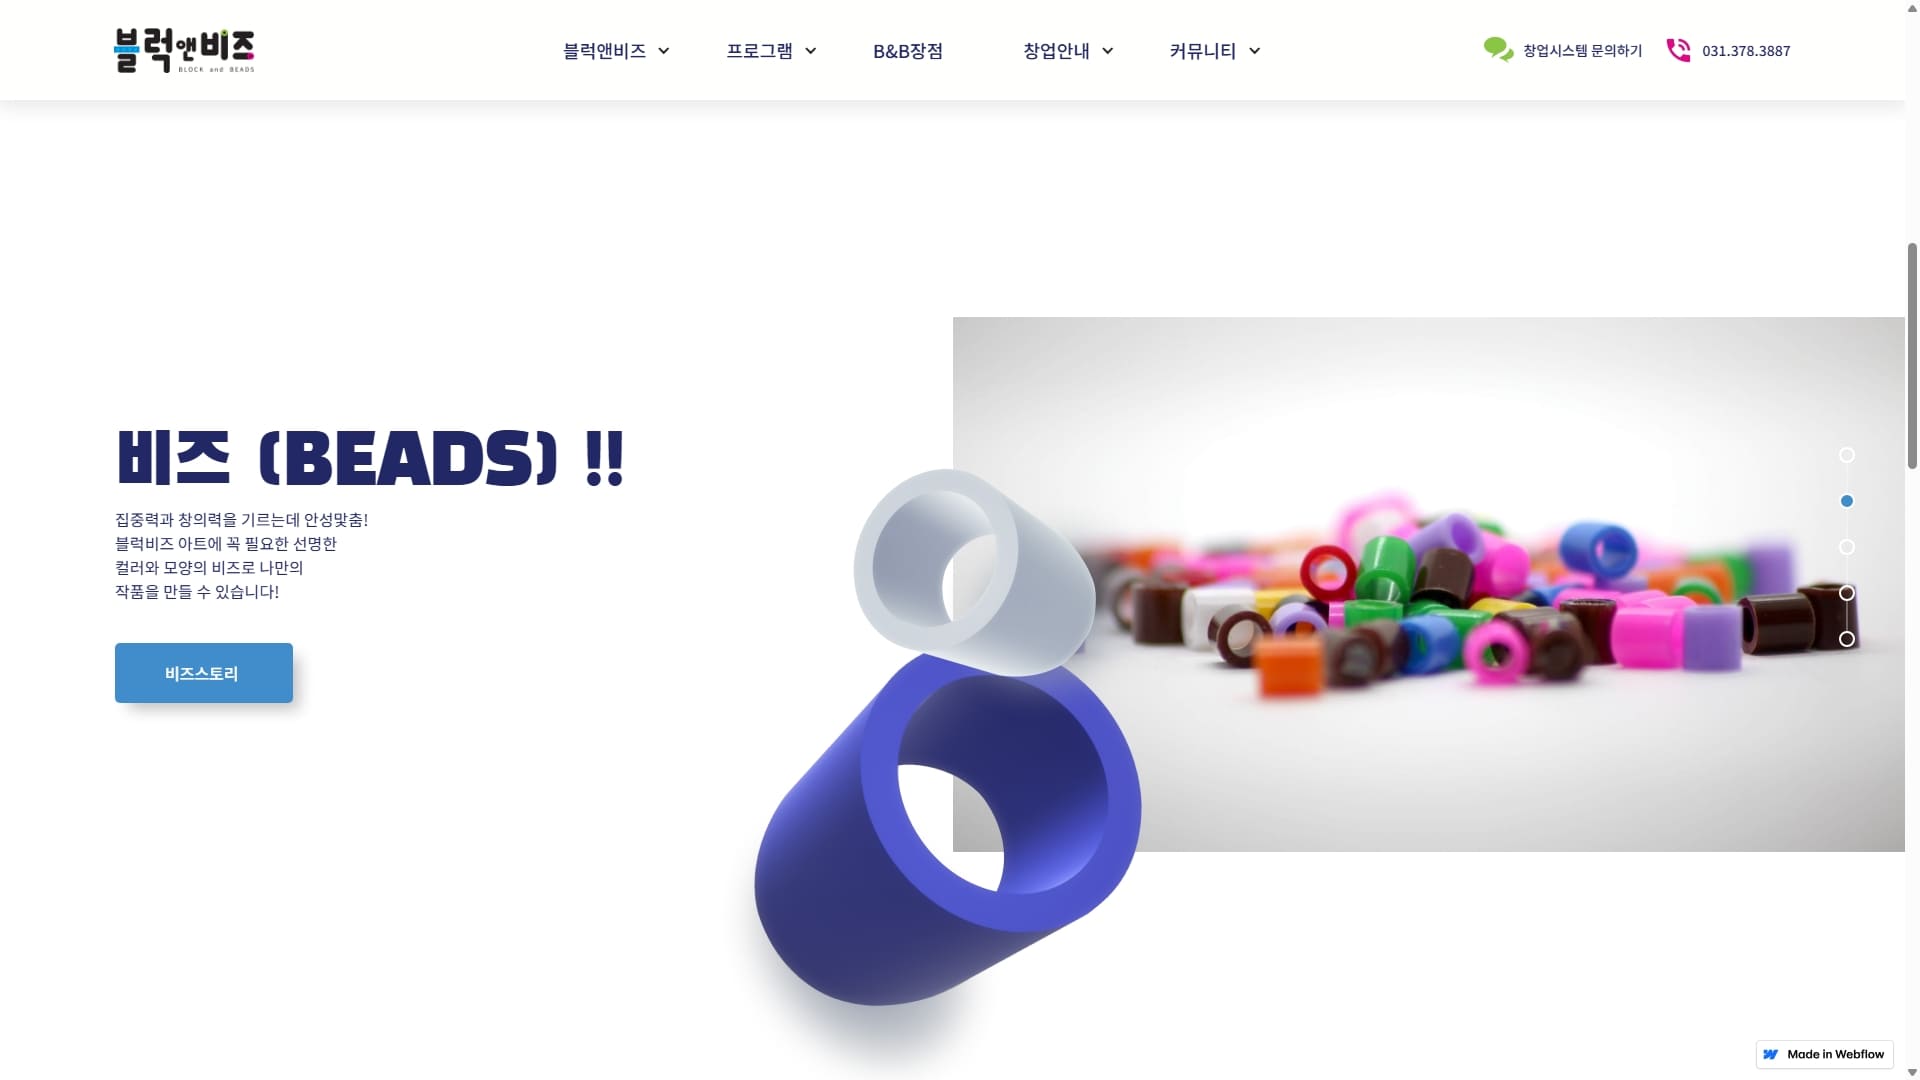 블럭앤비즈
BLOCK and BEADS
블럭앤비즈
프로그램
B&B장점
창업안내
커뮤니티
창업시스템 문의하기
031.378.3887
비즈 (BEADS) !!
집중력과 창의력을 기르는데 안성맞춤!
블럭비즈 아트에 꼭 필요한 선명한
컬러와 모양의 비즈로 나만의
작품을 만들 수 있습니다!
비즈스토리
Made in Webflow